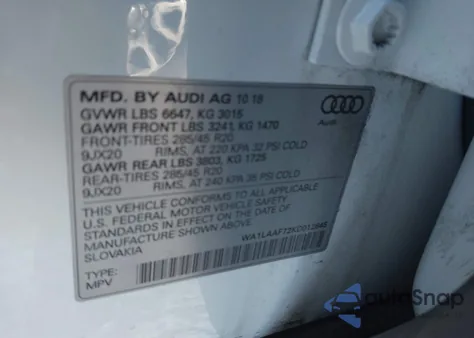 MFD. BY AUDI AG 10 18
GVWR LBS 6647, KG 3015
GAWR FRONT LBS 3241, KG 1470
FRONT-TIRES 285/45 R20
9JX20 RIMS, AT 220 KPA 32 PSI COLD
GAWR REAR LBS 3803, KG 1725
REAR-TIRES 285/45 R20
9JX20 RIMS, AT 240 KPA 35 PSI COLD
THIS VEHICLE CONFORMS TO ALL APPLICABLE
U.S. FEDERAL MOTOR VEHICLE SAFETY
STANDARDS IN EFFECT ON THE DATE OF
MANUFACTURE SHOWN ABOVE
SLOVAKIA
TYPE:
MPV
Audi
autoSnap